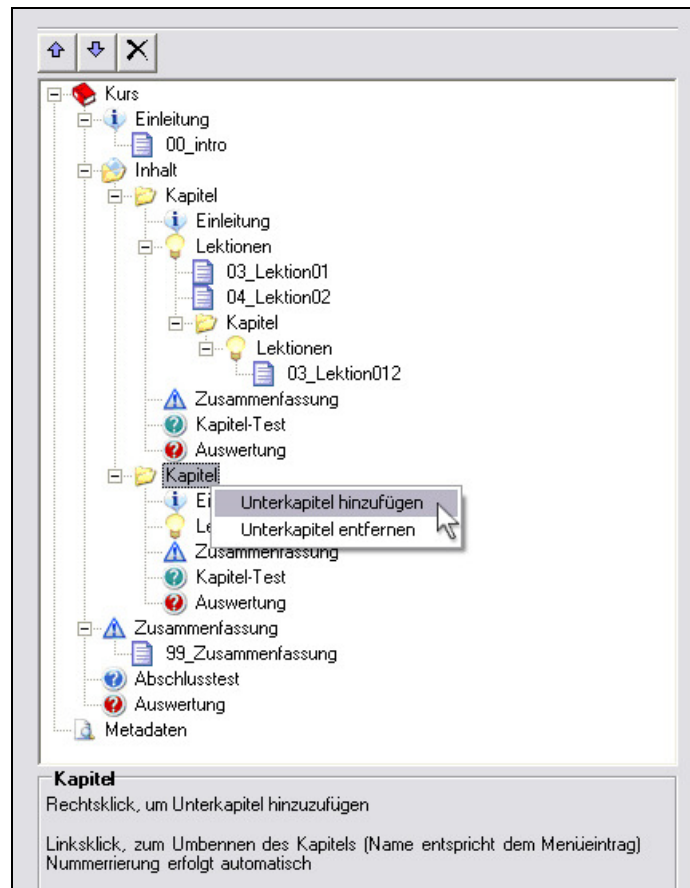 Kurs
Einleitung
00_intro
Inhalt
Kapitel
Einleitung
Lektionen
03_Lektion01
04_Lektion02
Kapitel
Lektionen
03_Lektion012
Zusammenfassung
Kapitel-Test
Auswertung
Kapitel
Unterkapitel hinzufügen
Unterkapitel entfernen
Zusammenfassung
Kapitel-Test
Auswertung
Zusammenfassung
99_Zusammenfassung
Abschlusstest
Auswertung
Metadaten
Kapitel
Rechtsklick, um Unterkapitel hinzuzufügen
Linksklick, zum Umbennen des Kapitels (Name entspricht dem Menüeintrag)
Nummerrierung erfolgt automatisch